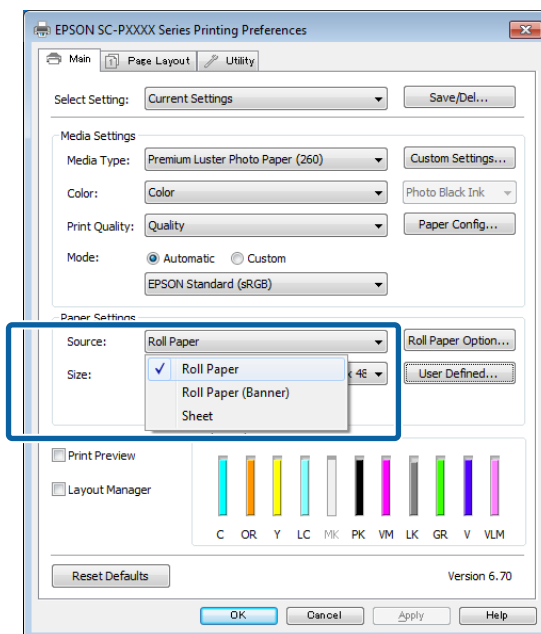 EPSON SC-PXXXX Series Printing Preferences
Main Page Layout Utility
Select Setting: Current Settings Save/Del...
Media Settings
Media Type: Premium Luster Photo Paper (260) Custom Settings...
Color: Color Photo Black Ink
Print Quality: Quality Paper Config...
Mode: Automatic Custom
EPSON Standard (sRGB)
Paper Settings
Source: Roll Paper Roll Paper Option...
Roll Paper
Size: User Defined...
Roll Paper (Banner)
Sheet
Print Preview
Layout Manager
C OR Y LC MK PK VM LK GR V VLM
Reset Defaults Version 6.70
OK Cancel Apply Help